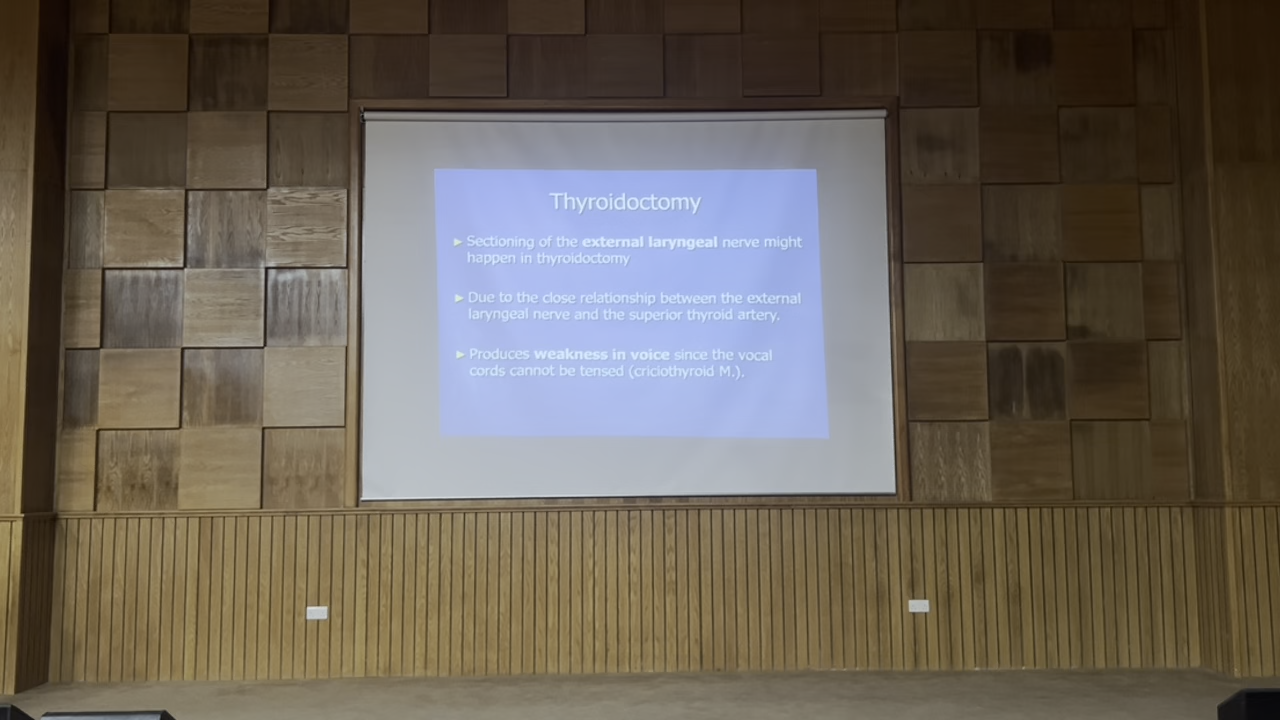 Thyroidoctomy
▸ Sectioning of the external laryngeal nerve might
happen in thyroidoctomy
▸ Due to the close relationship between the external
laryngeal nerve and the superior thyroid artery.
▸ Produces weakness in voice since the vocal
cords cannot be tensed (criciothyroid M.).